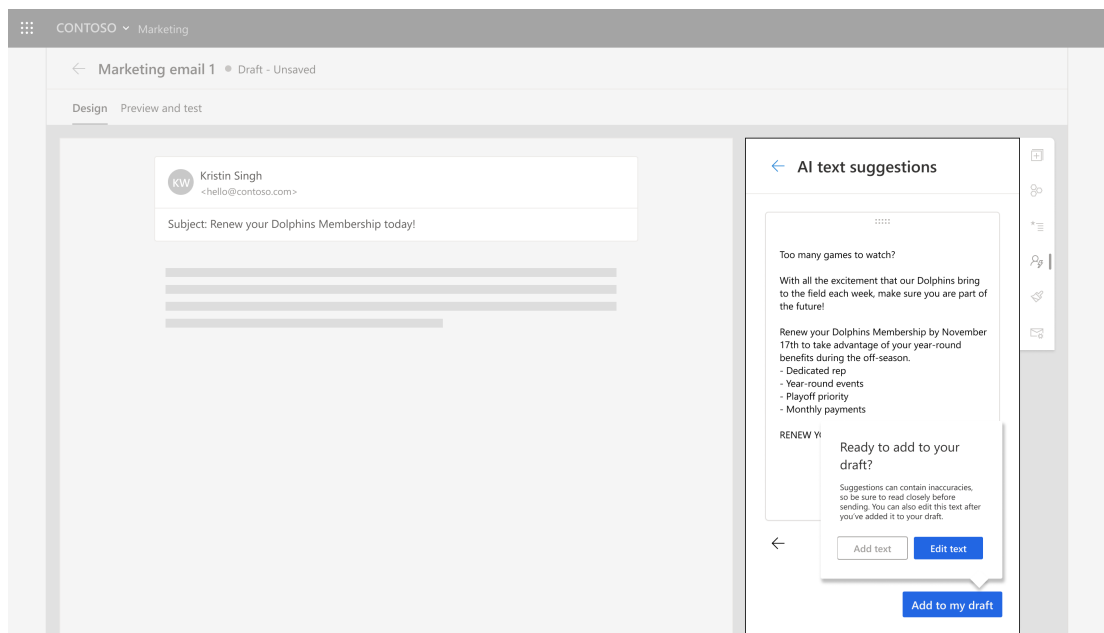 CONTOSO Marketing
Marketing email 1 Draft - Unsaved
Design Preview and test
KW
Kristin Singh
<hello@contoso.com>
Subject: Renew your Dolphins Membership today!
AI text suggestions
Too many games to watch?
With all the excitement that our Dolphins bring
to the field each week, make sure you are part of
the future!
Renew your Dolphins Membership by November
17th to take advantage of your year-round
benefits during the off-season.
- Dedicated rep
- Year-round events
- Playoff priority
- Monthly payments
RENEW
Ready to add to your
draft?
Suggestions can contain inaccuracies,
so be sure to read closely before
sending. You can also edit this text after
you've added it to your draft.
Add text Edit text
Add to my draft